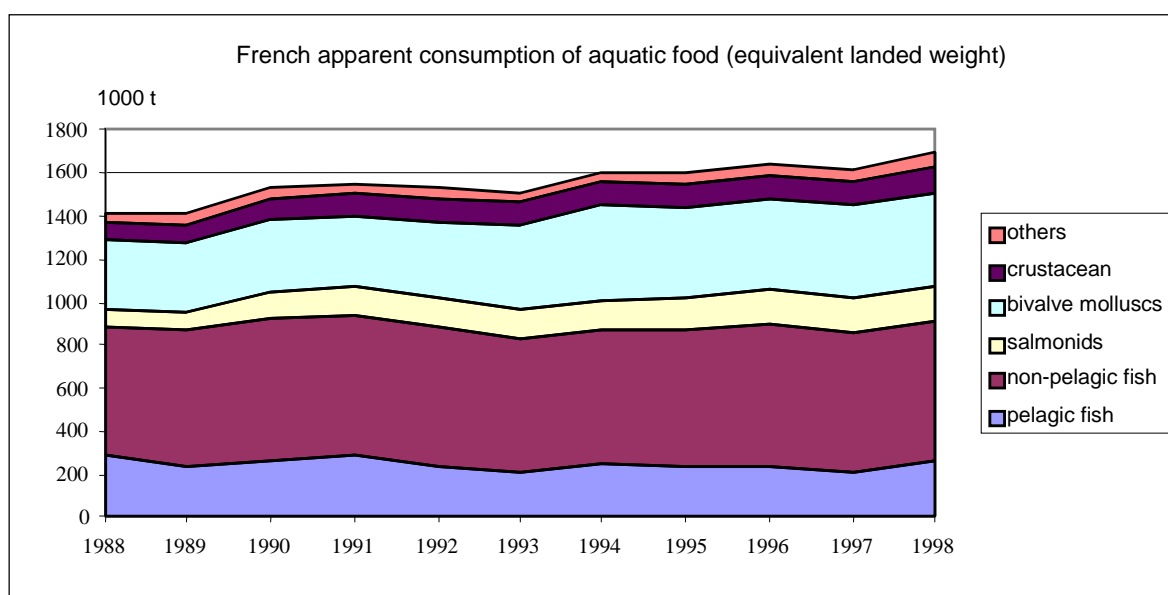 French apparent consumption of aquatic food (equivalent landed weight)
1000 t
1800
1600
1400
1200
1000
800
600
400
200
0
1988 1989 1990 1991 1992 1993 1994 1995 1996 1997 1998
others
crustacean
bivalve molluscs
salmonids
non-pelagic fish
pelagic fish